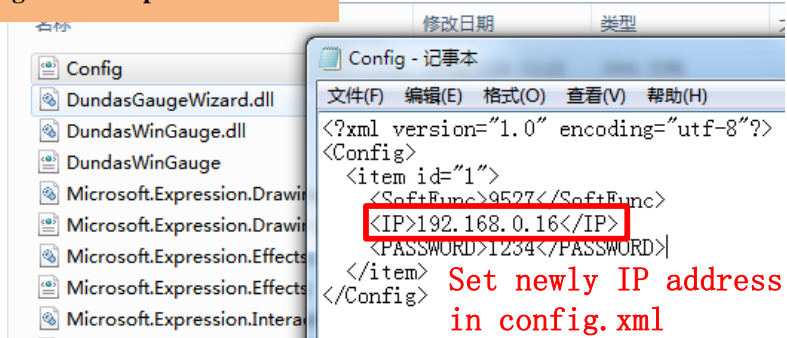 名称
修改日期
类型
Config
DundasGaugeWizard.dll
DundasWinGauge.dll
DundasWinGauge
Microsoft.Expression.Drawi
Microsoft.Expression.Drawi
Microsoft.Expression.Effects
Microsoft.Expression.Effects
Microsoft.Expression.Intera
Config - 记事本
文件(F) 编辑(E) 格式(O) 查看(V) 帮助(H)
<?xml version="1.0" encoding="utf-8"?>
<Config>
<item id="1">
<SoftFunc>9527</SoftFunc>
<IP>192.168.0.16</IP>
<PASSWORD>1234</PASSWORD>
</item>
</Config>
Set newly IP address
in config.xml